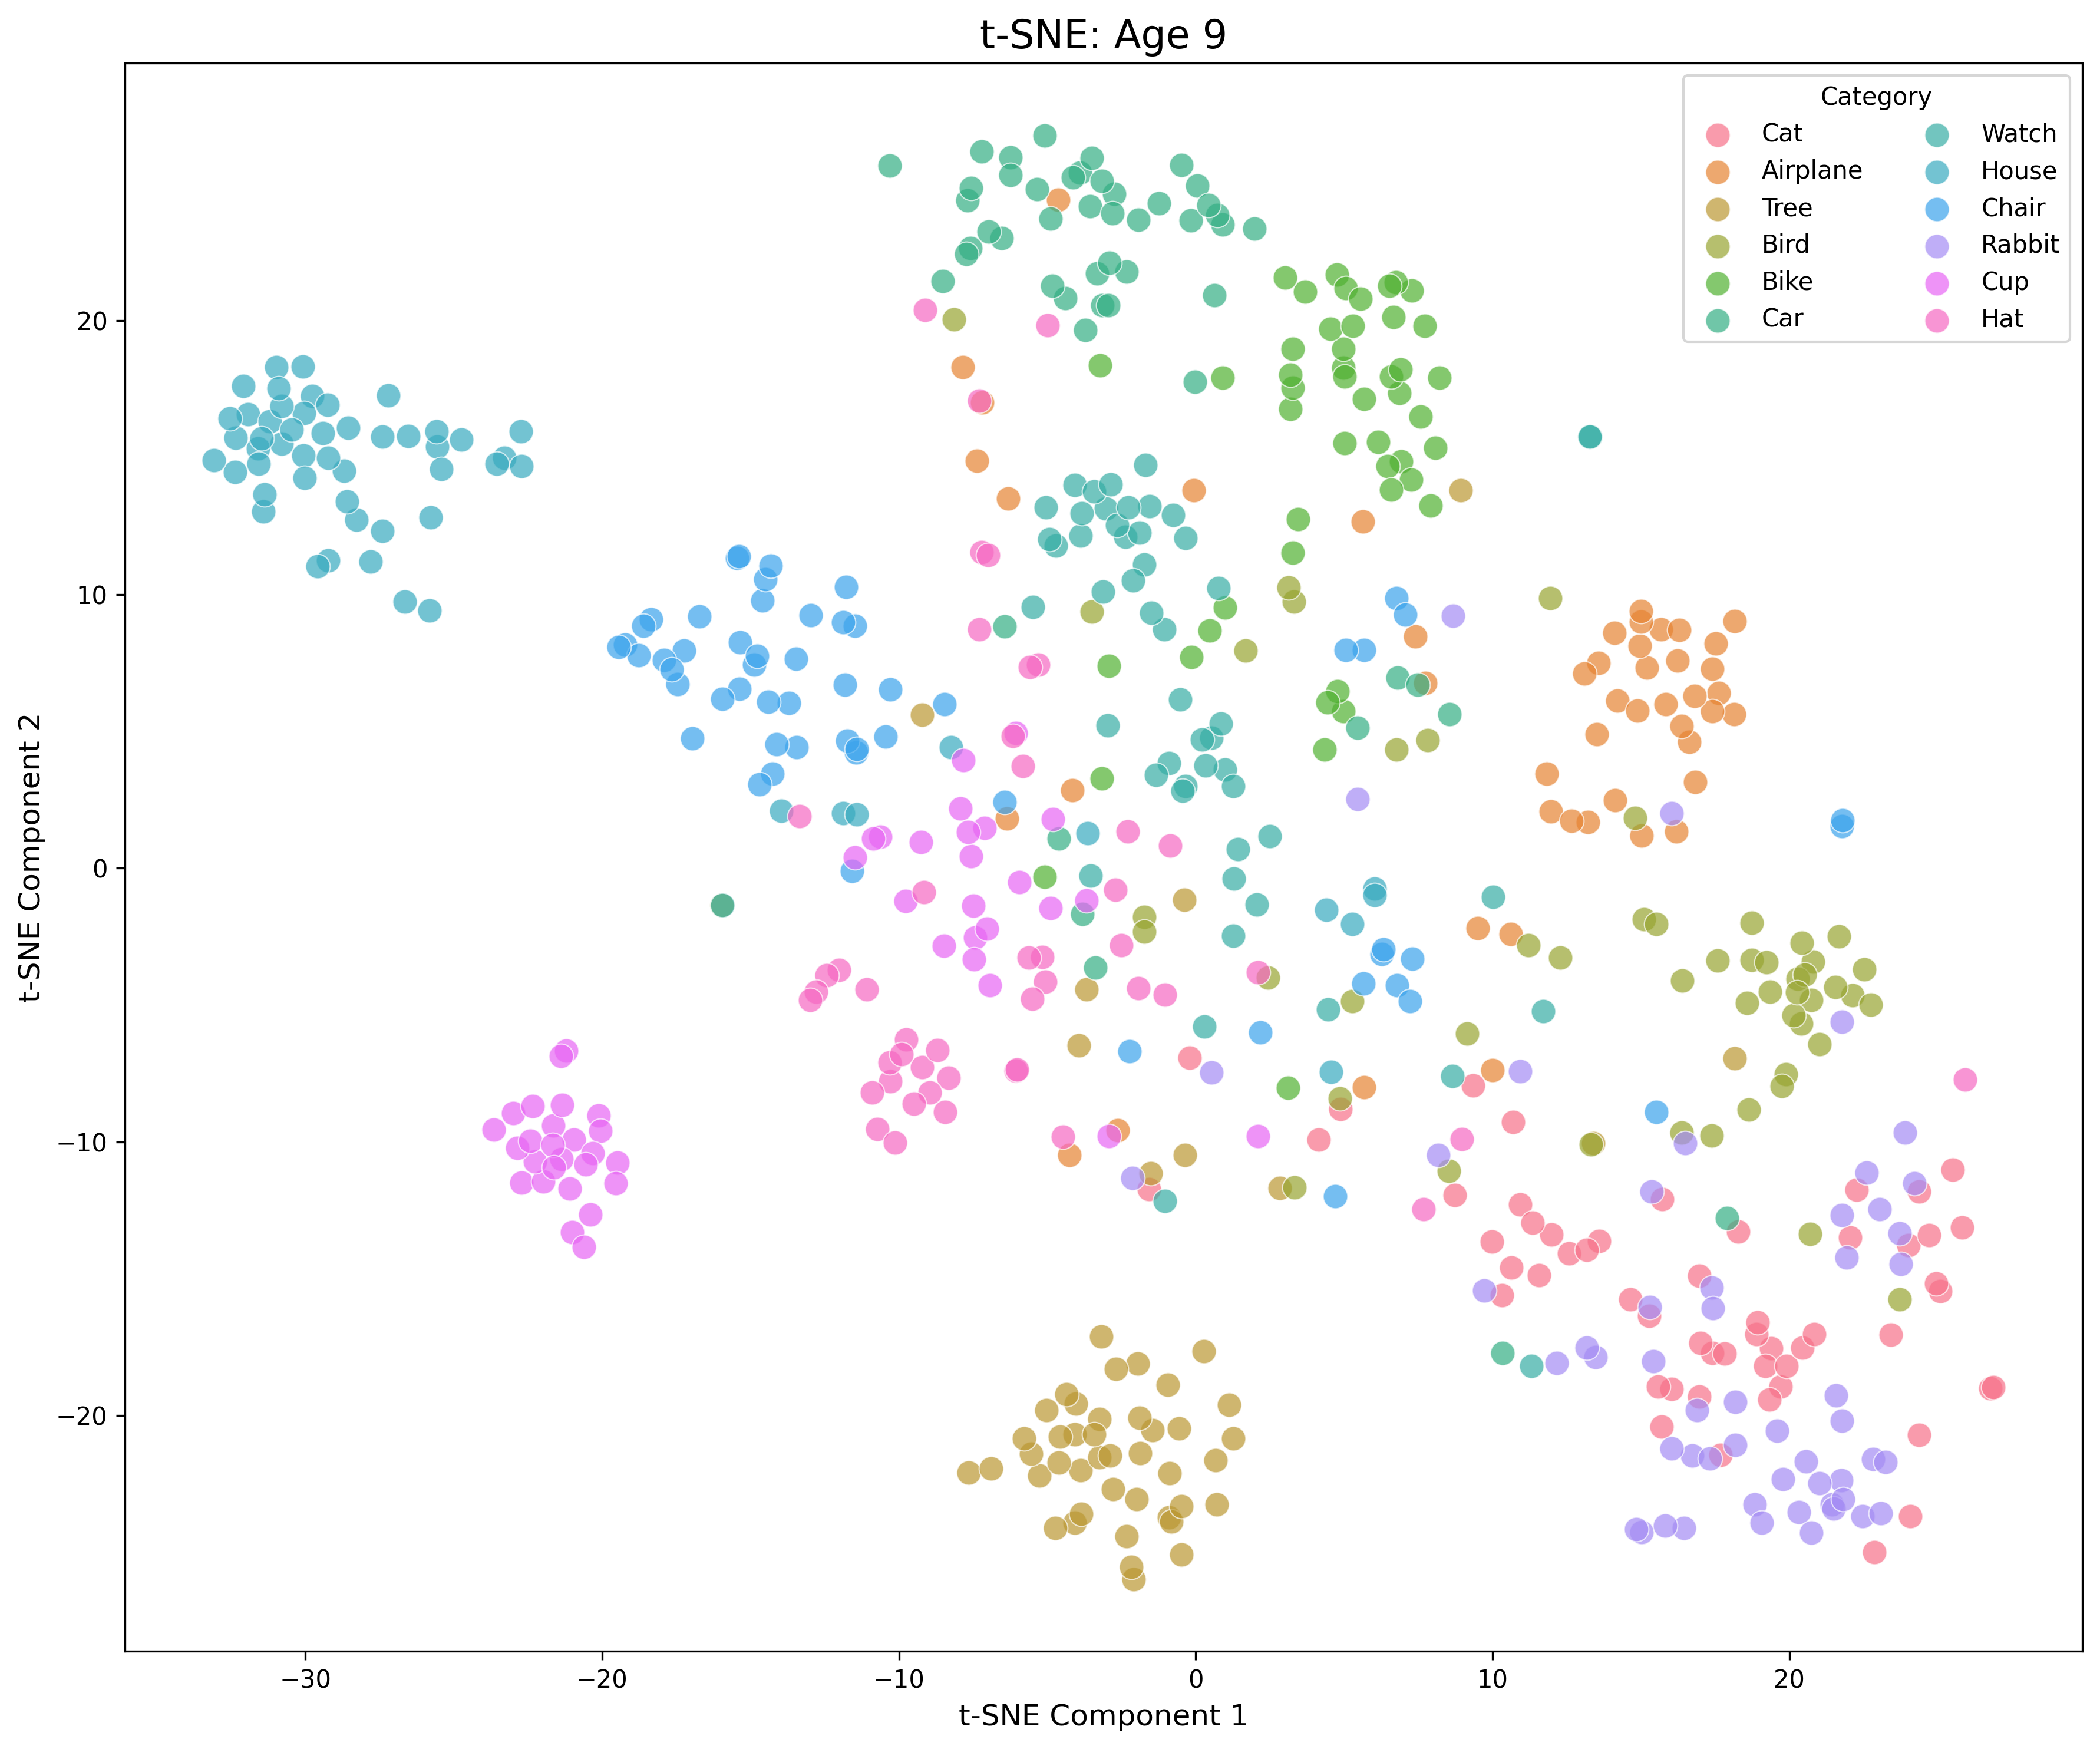 t-SNE: Age 9
Category
Cat
Airplane
Tree
Bird
Bike
Car
Watch
House
Chair
Rabbit
Cup
Hat
t-SNE Component 2
20
10
0
−10
−20
−30
−20
−10
0
10
20
t-SNE Component 1